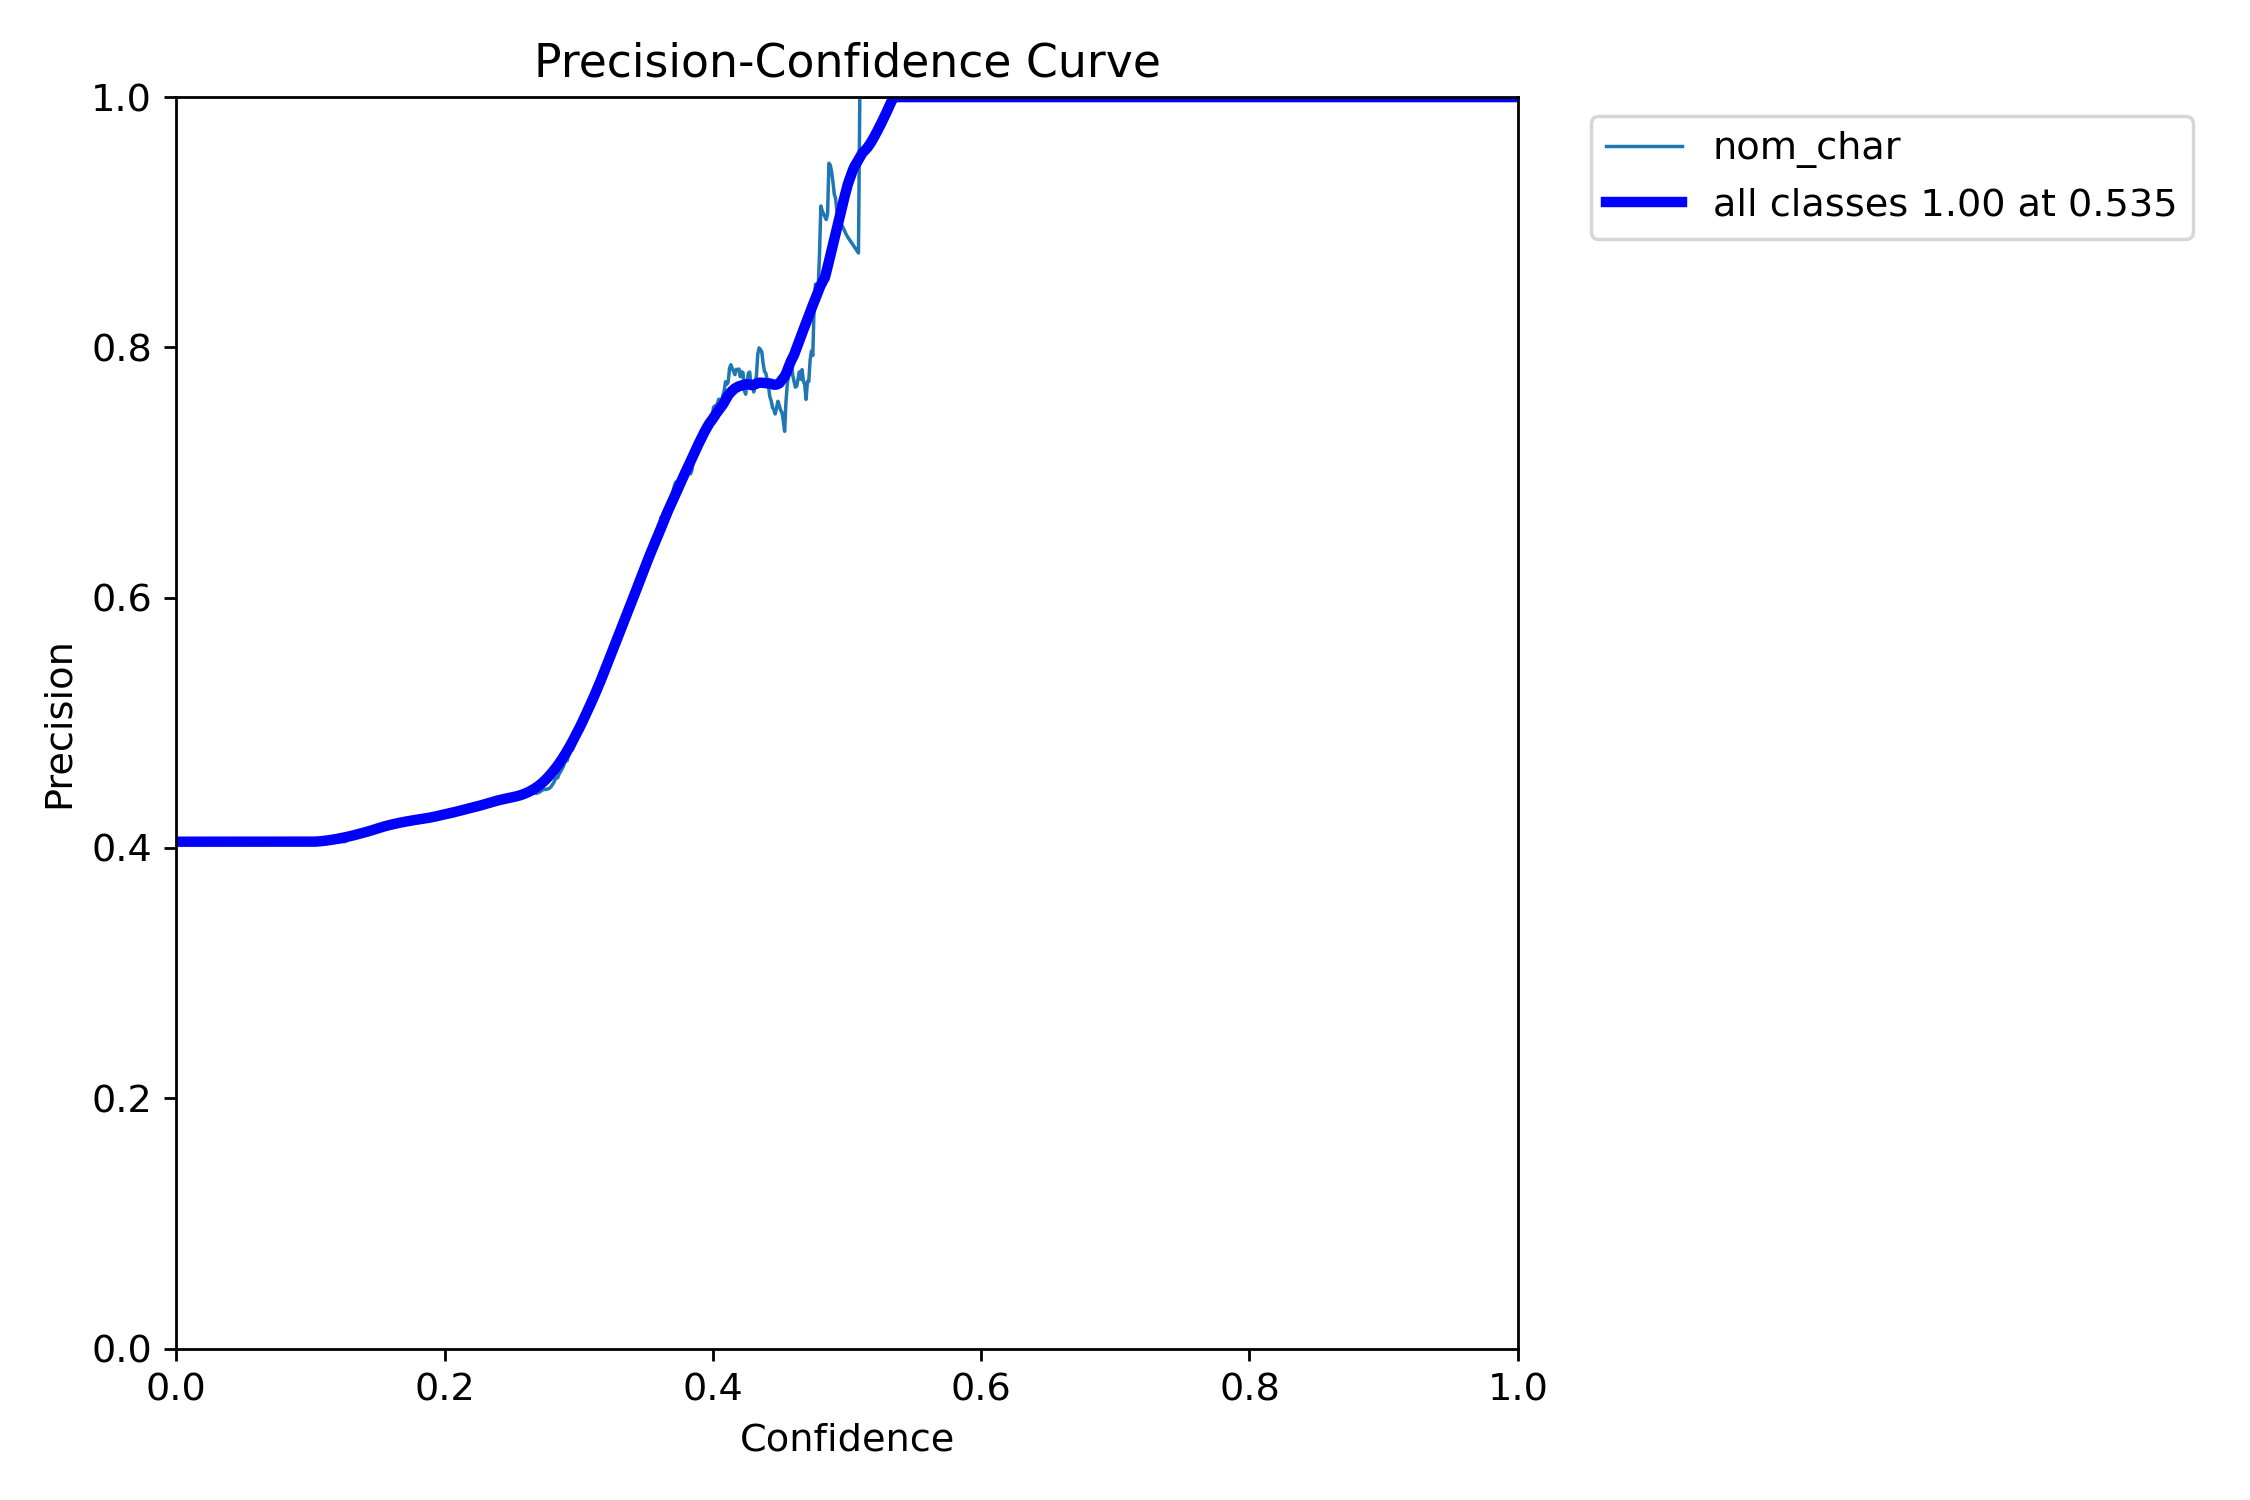 Precision-Confidence Curve
1.0
0.8
0.6
0.4
0.2
0.0
Precision
0.0 0.2 0.4 0.6 0.8 1.0
Confidence
nom_char
all classes 1.00 at 0.535